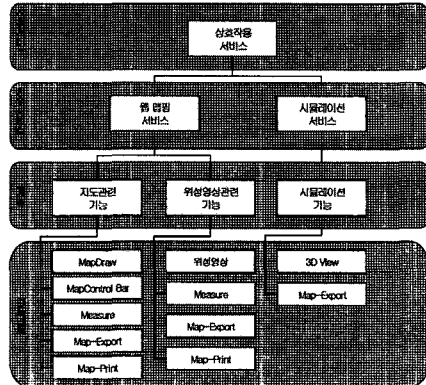 상호작용
서비스
웹 맵핑
서비스
시뮬레이션
서비스
지도관련
기능
위성영상관련
기능
시뮬레이션
기능
MapDraw
위성영상
3D View
MapControl Bar
Measure
Map-Export
Measure
Map-Export
Map-Export
Map-Print
Map-Print